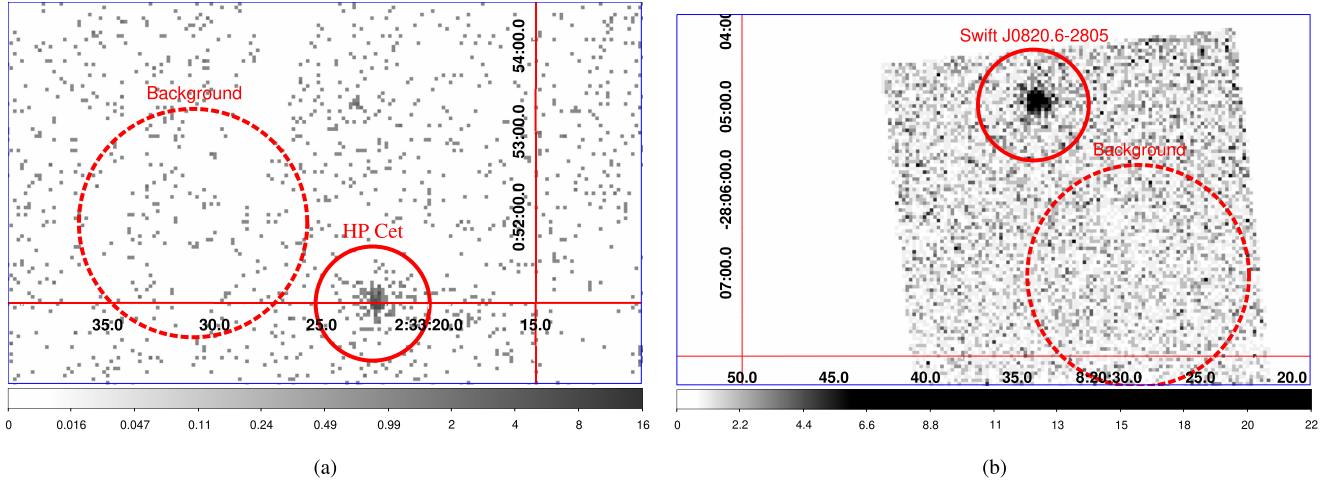 Background
HP Cet
54:00.0
53:00.0
0:52:00.0
35.0 30.0 25.0 2:33:20.0 15.0
0 0.016 0.047 0.11 0.24 0.49 0.99 2 4 8 16
(a)
Swift J0820.6-2805
Background
04:00
05:00.0
-28:06:00.0
07:00.0
50.0 45.0 40.0 35.0 8:20:30.0 25.0 20.0
0 2.2 4.4 6.6 8.8 11 13 15 18 20 22
(b)